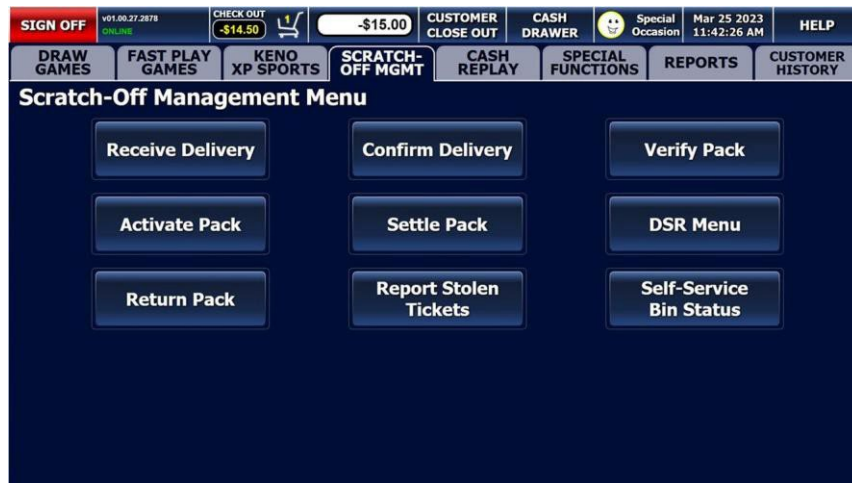 SIGN OFF
v01.00.27.2878
ONLINE
CHECK OUT
-$14.50
1
-$15.00
CUSTOMER
CLOSE OUT
CASH
DRAWER
Special
Occasion
Mar 25 2023
11:42:26 AM
HELP
DRAW
GAMES
FAST PLAY
GAMES
KENO
XP SPORTS
SCRATCH-
OFF MGMT
CASH
REPLAY
SPECIAL
FUNCTIONS
REPORTS
CUSTOMER
HISTORY
Scratch-Off Management Menu
Receive Delivery
Confirm Delivery
Verify Pack
Activate Pack
Settle Pack
DSR Menu
Return Pack
Report Stolen
Tickets
Self-Service
Bin Status